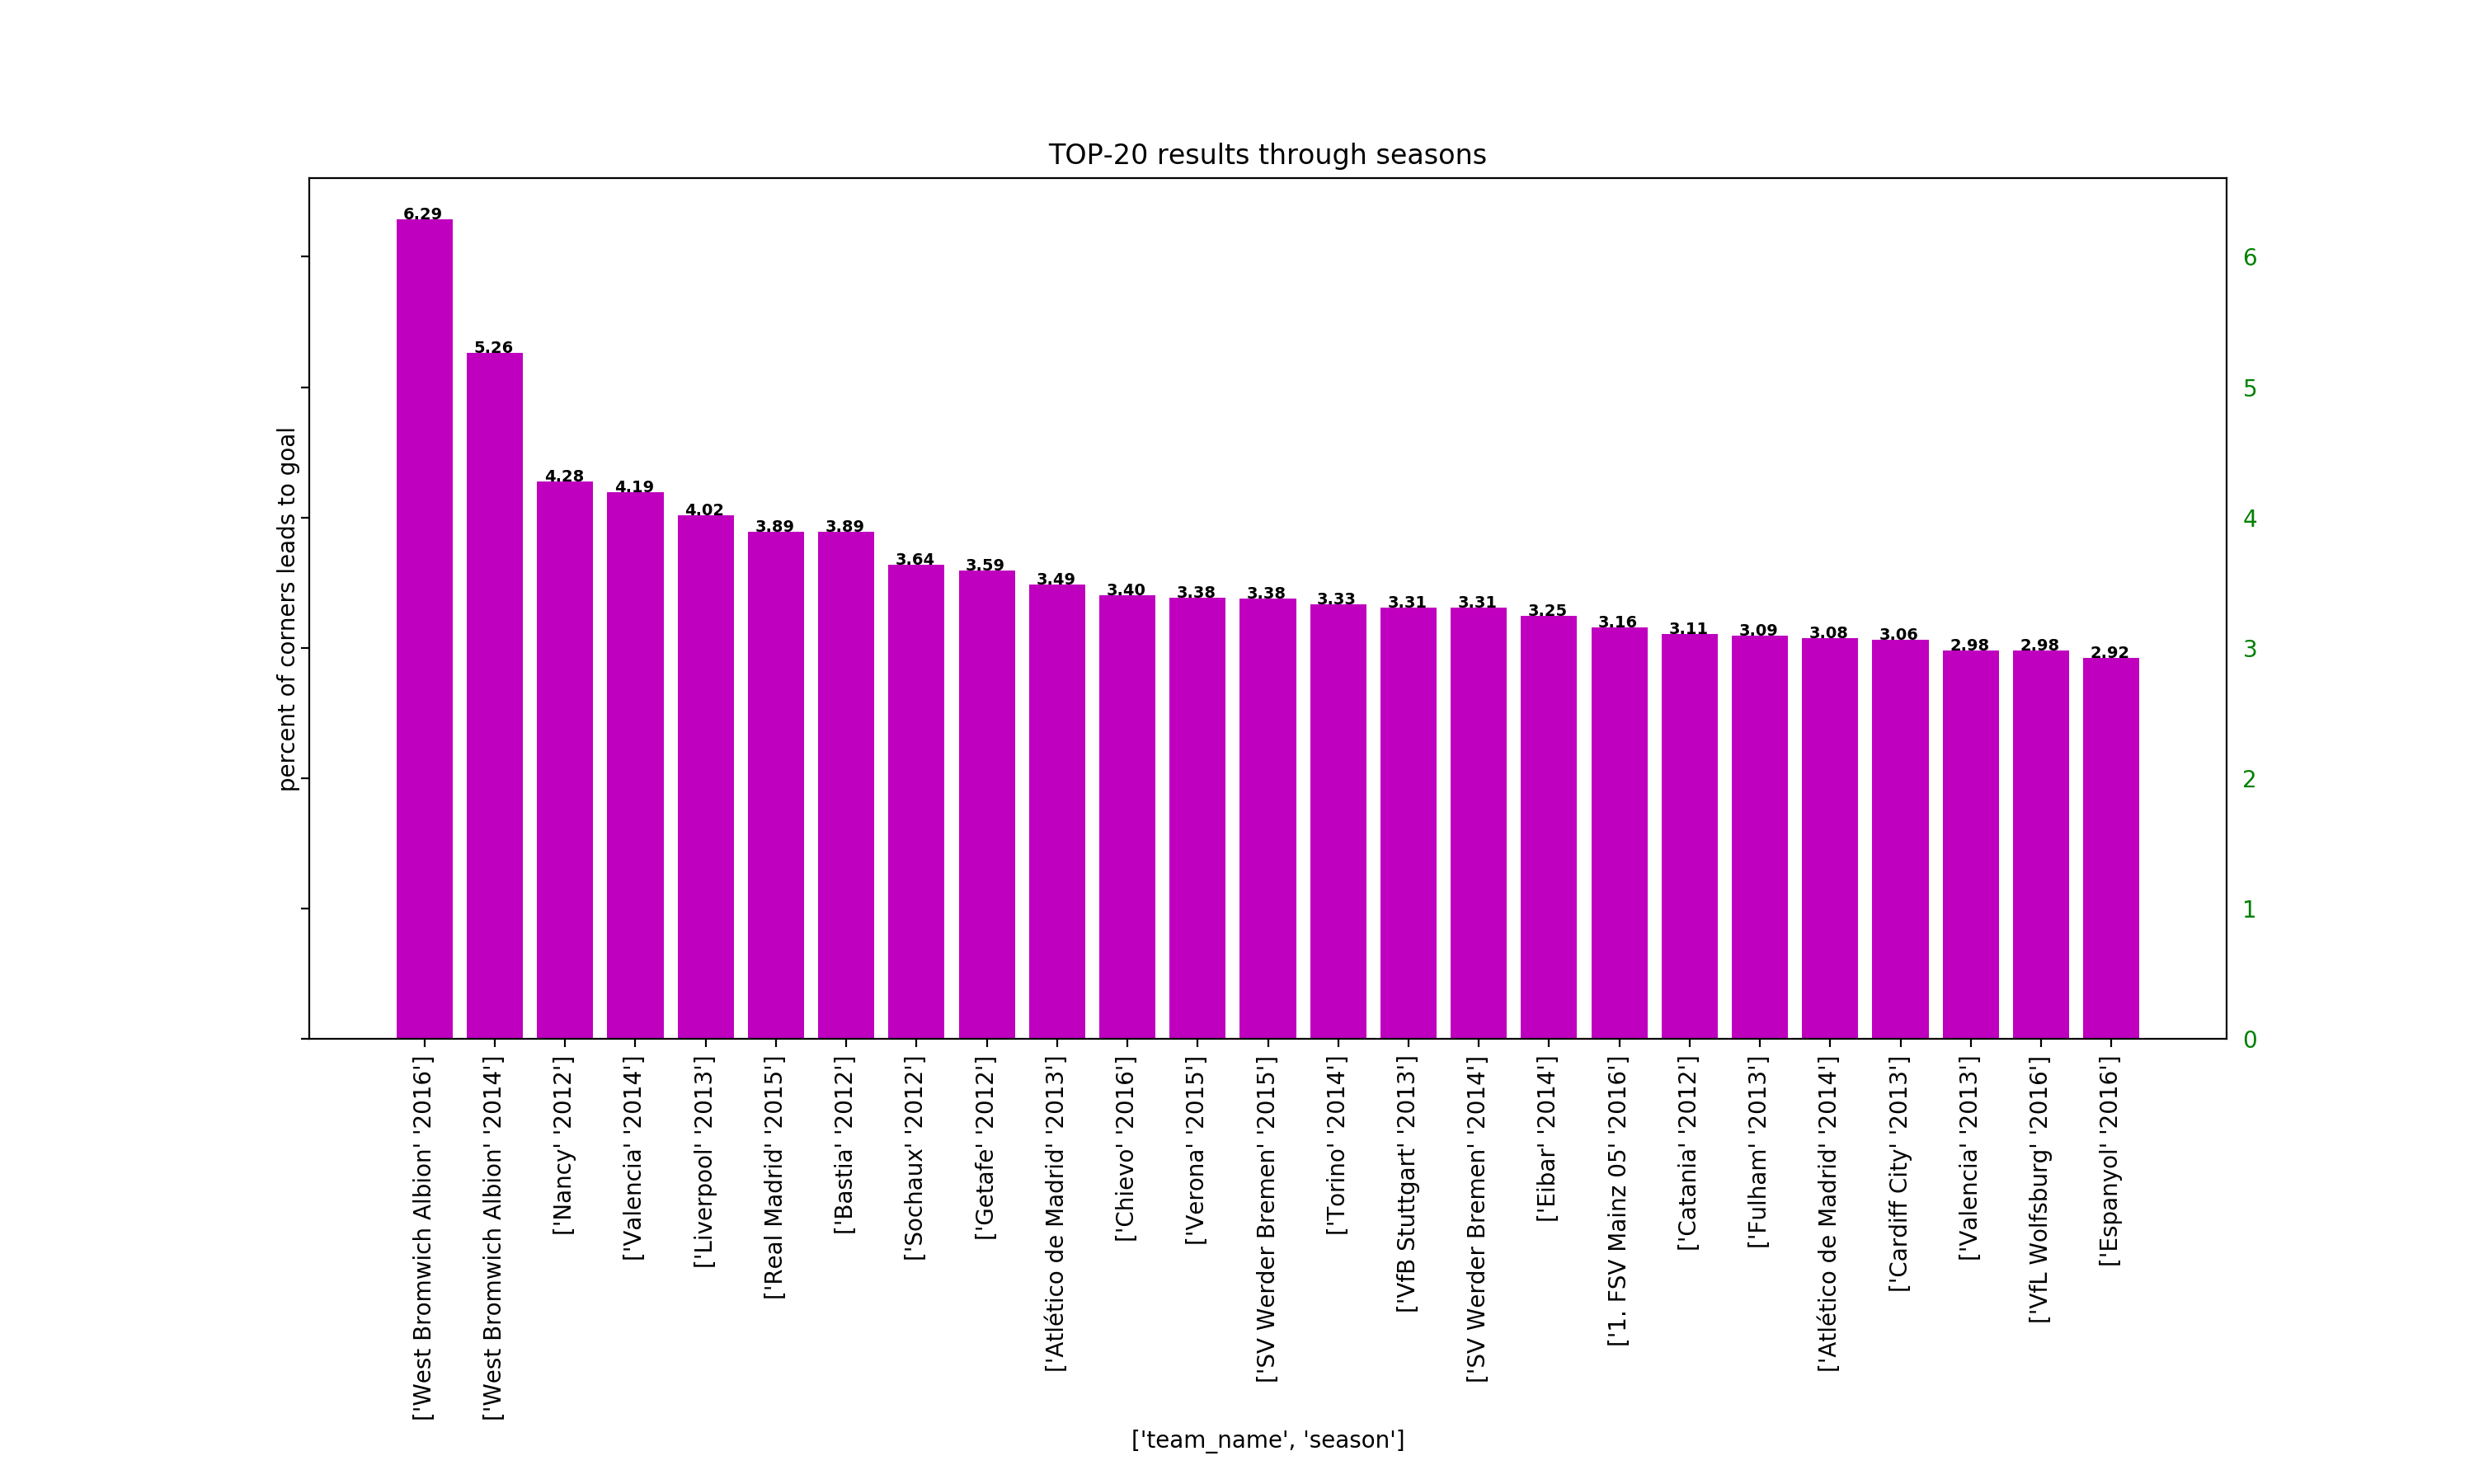 TOP-20 results through seasons
percent of corners leads to goal
6.29
5.26
4.28
4.19
4.02
3.89
3.89
3.64
3.59
3.49
3.40
3.38
3.38
3.33
3.31
3.31
3.25
3.16
3.11
3.09
3.08
3.06
2.98
2.98
2.92
6
5
4
3
2
1
0
['West Bromwich Albion' '2016']
['West Bromwich Albion' '2014']
['Nancy' '2012']
['Valencia' '2014']
['Liverpool' '2013']
['Real Madrid' '2015']
['Bastia' '2012']
['Sochaux' '2012']
['Getafe' '2012']
['Atlético de Madrid' '2013']
['Chievo' '2016']
['Verona' '2015']
['SV Werder Bremen' '2015']
['Torino' '2014']
['VfB Stuttgart' '2013']
['SV Werder Bremen' '2014']
['Eibar' '2014']
['1. FSV Mainz 05' '2016']
['Catania' '2012']
['Fulham' '2013']
['Atlético de Madrid' '2014']
['Cardiff City' '2013']
['Valencia' '2013']
['VfL Wolfsburg' '2016']
['Espanyol' '2016']
['team_name', 'season']